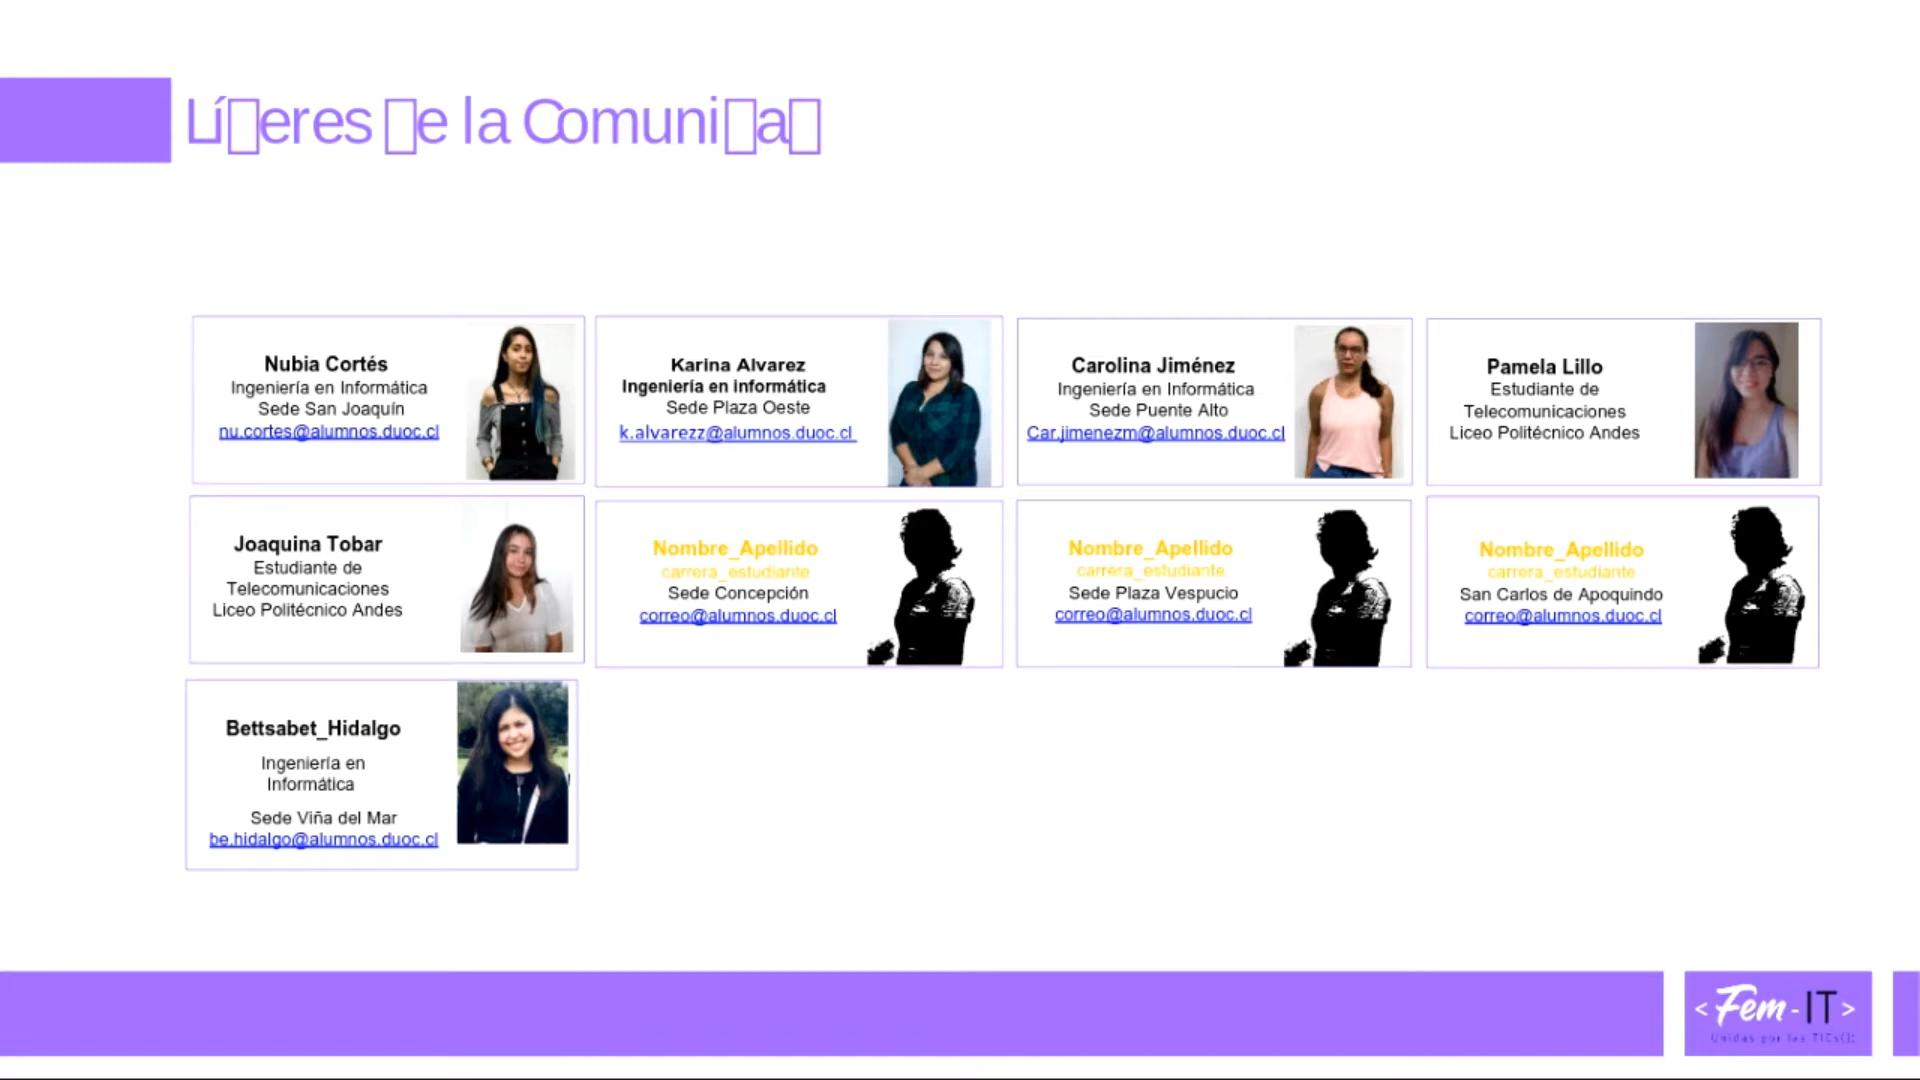 Lí▯eres ▯e la Comuni▯a▯
Nubia Cortés
Ingeniería en Informática
Sede San Joaquín
nu.cortes@alumnos.duoc.cl
Karina Alvarez
Ingeniería en informática
Sede Plaza Oeste
k.alvarezz@alumnos.duoc.cl
Carolina Jiménez
Ingeniería en Informática
Sede Puente Alto
Car.jimenezm@alumnos.duoc.cl
Pamela Lillo
Estudiante de
Telecomunicaciones
Liceo Politécnico Andes
Joaquina Tobar
Estudiante de
Telecomunicaciones
Liceo Politécnico Andes
Nombre_Apellido
carrera_estudiante
Sede Concepción
correo@alumnos.duoc.cl
Nombre_Apellido
carrera_estudiante
Sede Plaza Vespucio
correo@alumnos.duoc.cl
Nombre_Apellido
carrera_estudiante
San Carlos de Apoquindo
correo@alumnos.duoc.cl
Bettsabet_Hidalgo
Ingeniería en
Informática
Sede Viña del Mar
be.hidalgo@alumnos.duoc.cl
<Fem-IT>
Unidas por las TICs();